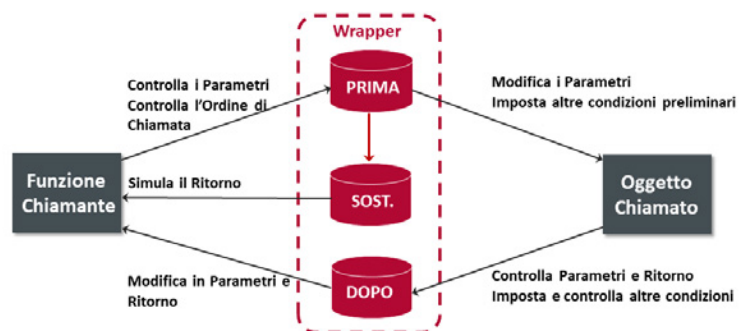 Wrapper
Controlla i Parametri
Controlla l'Ordine di
Chiamata
PRIMA
Modifica i Parametri
Imposta altre condizioni preliminari
Funzione
Chiamante
Simula il Ritorno
SOST.
Oggetto
Chiamato
Modifica in Parametri e
Ritorno
DOPO
Controlla Parametri e Ritorno
Imposta e controlla altre condizioni